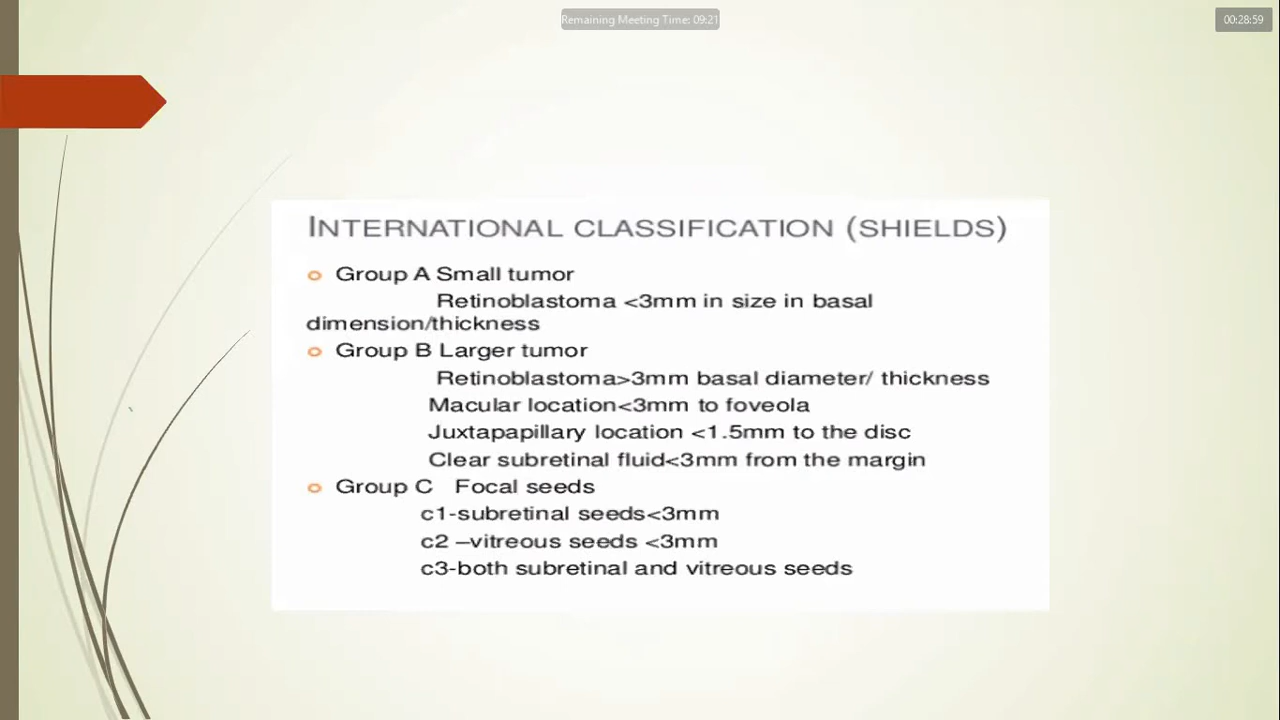 Remaining Meeting Time: 09:21
00:28:59
INTERNATIONAL CLASSIFICATION (SHIELDS)
Group A Small tumor
Retinoblastoma <3mm in size in basal
dimension/thickness
Group B Larger tumor
Retinoblastoma>3mm basal diameter/ thickness
Macular location<3mm to foveola
Juxtapapillary location <1.5mm to the disc
Clear subretinal fluid<3mm from the margin
Group C Focal seeds
c1-subretinal seeds<3mm
c2 –vitreous seeds <3mm
c3-both subretinal and vitreous seeds